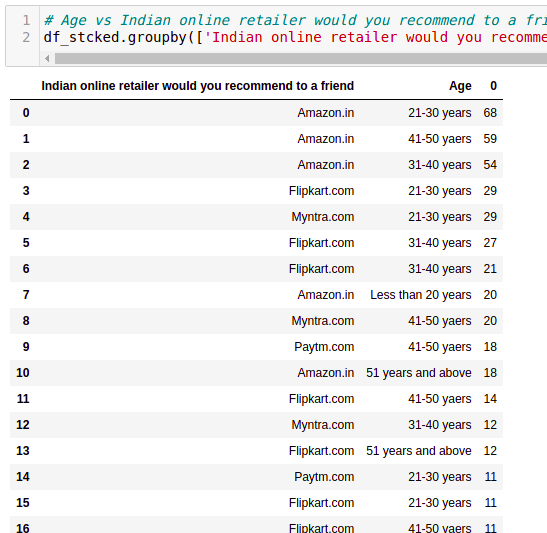 1 # Age vs Indian online retailer would you recommend to a fri
2 df_stcked.groupby(['Indian online retailer would you recomme
Indian online retailer would you recommend to a friend Age 0
0 Amazon.in 21-30 years 68
1 Amazon.in 41-50 yaers 59
2 Amazon.in 31-40 years 54
3 Flipkart.com 21-30 years 29
4 Myntra.com 21-30 years 29
5 Flipkart.com 31-40 years 27
6 Flipkart.com 31-40 years 21
7 Amazon.in Less than 20 years 20
8 Myntra.com 41-50 yaers 20
9 Paytm.com 41-50 yaers 18
10 Amazon.in 51 years and above 18
11 Flipkart.com 41-50 yaers 14
12 Myntra.com 31-40 years 12
13 Flipkart.com 51 years and above 12
14 Paytm.com 21-30 years 11
15 Flipkart.com 21-30 years 11
16 Flipkart.com 41-50 yaers 11